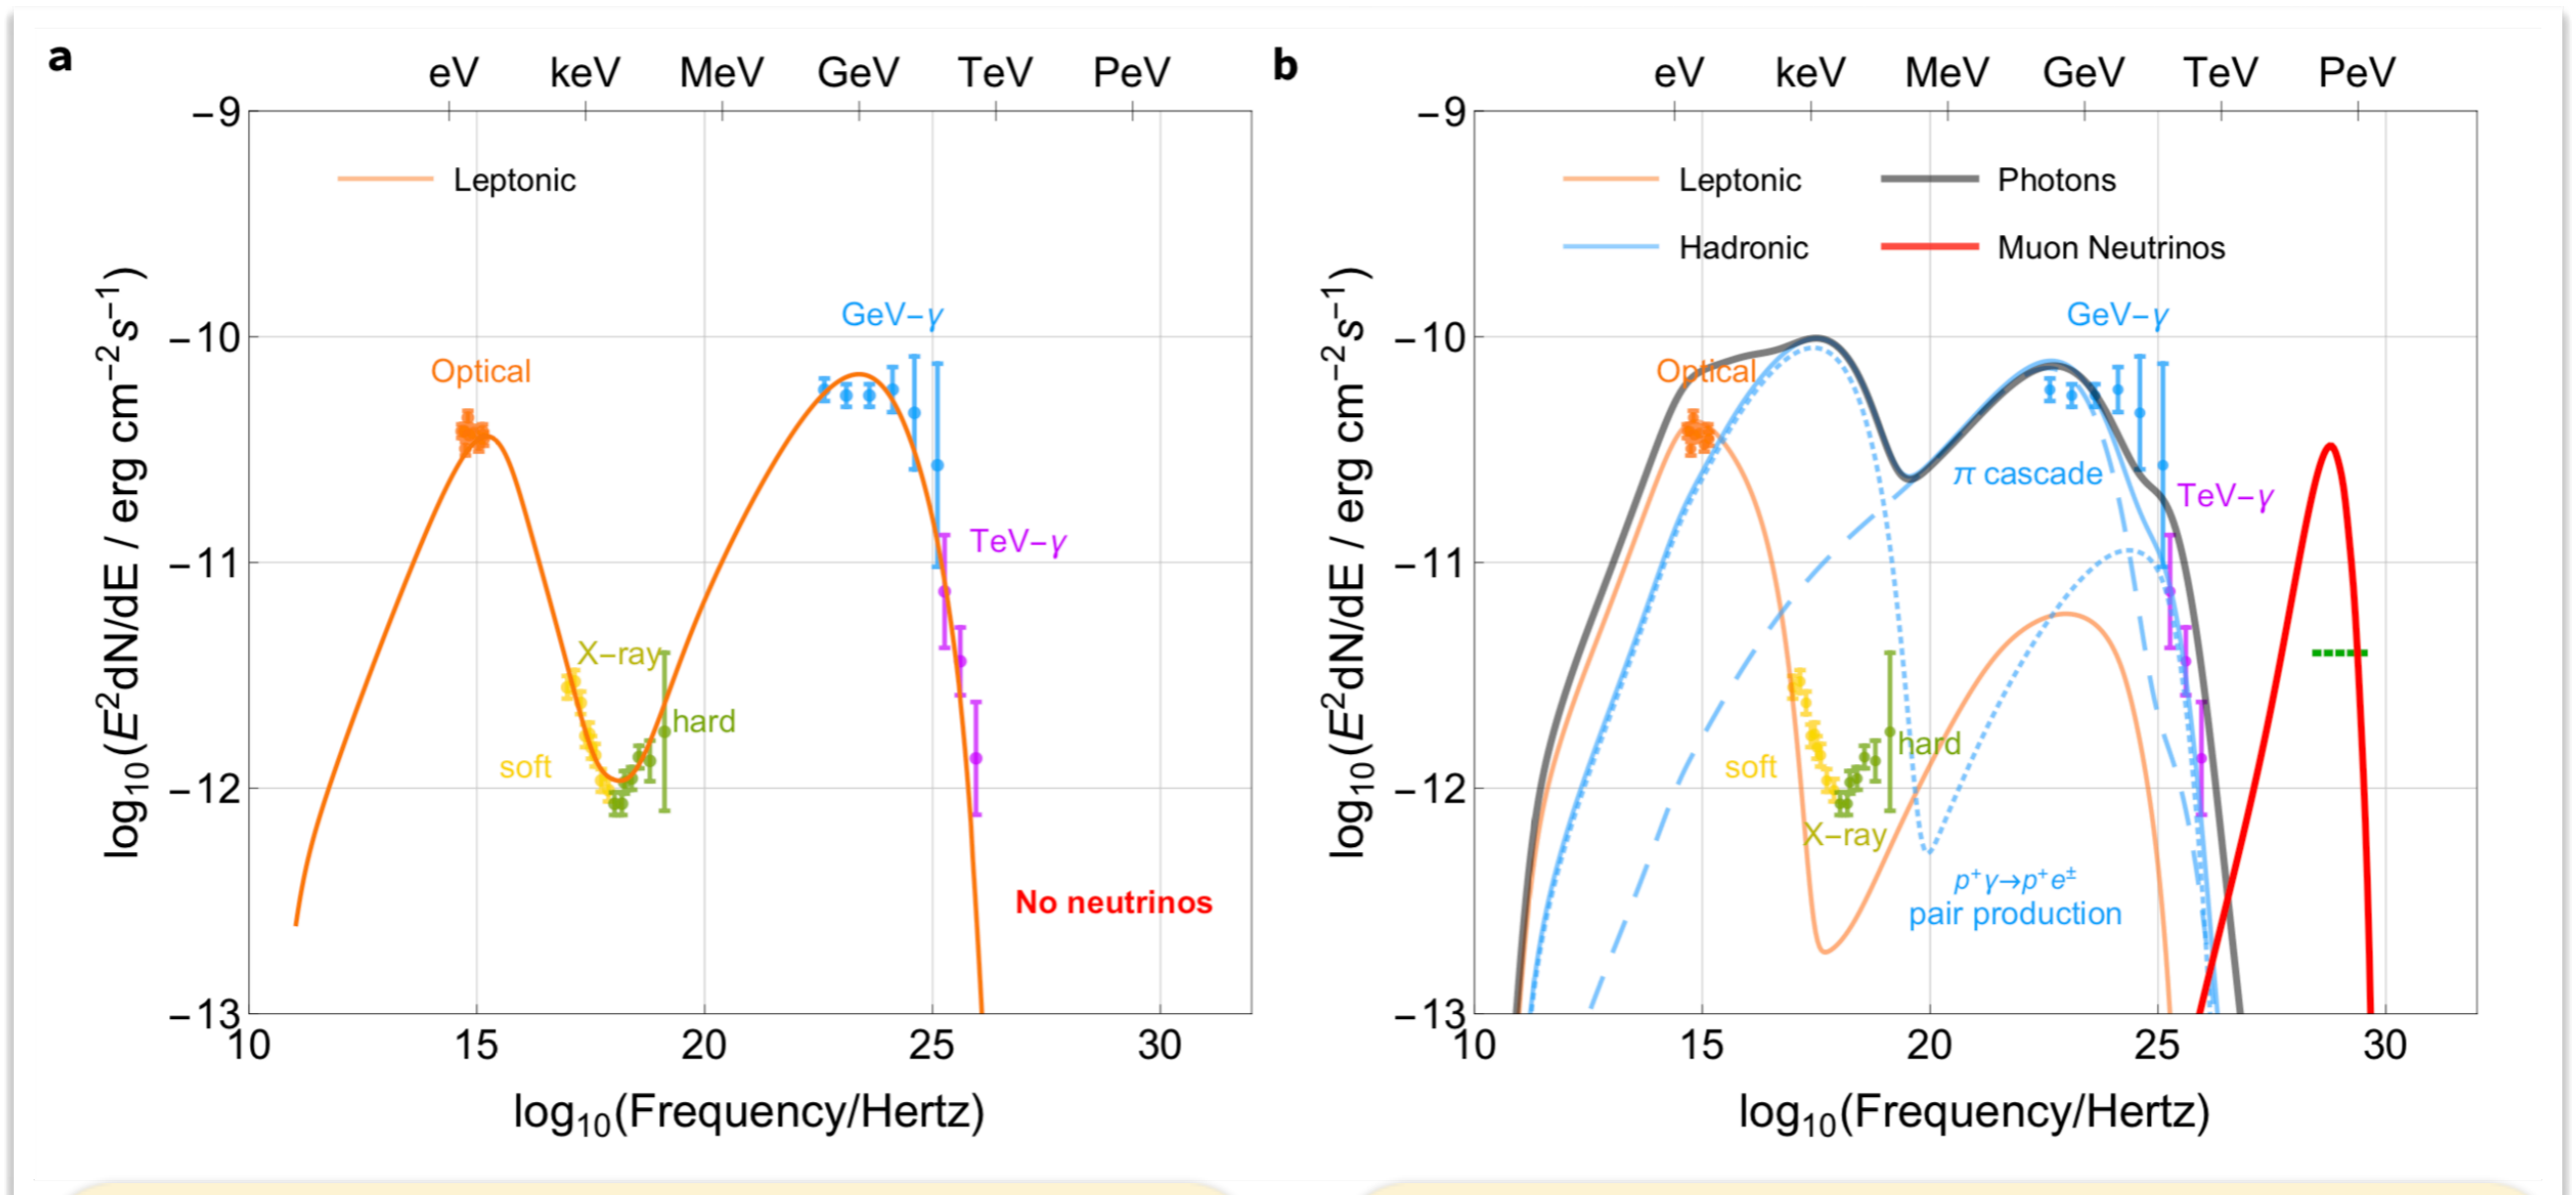 a
eV keV MeV GeV TeV PeV
−9
−10
−11
−12
−13
log₁₀(E²dN/dE / erg cm⁻²s⁻¹)
Leptonic
Optical
GeV−γ
TeV−γ
X−ray
hard
soft
No neutrinos
10 15 20 25 30
log₁₀(Frequency/Hertz)
b
eV keV MeV GeV TeV PeV
−9
−10
−11
−12
−13
log₁₀(E²dN/dE / erg cm⁻²s⁻¹)
Leptonic Photons
Hadronic Muon Neutrinos
GeV−γ
Optical
π cascade
TeV−γ
hard
soft
X−ray
p⁺γ→p⁺e±
pair production
10 15 20 25 30
log₁₀(Frequency/Hertz)